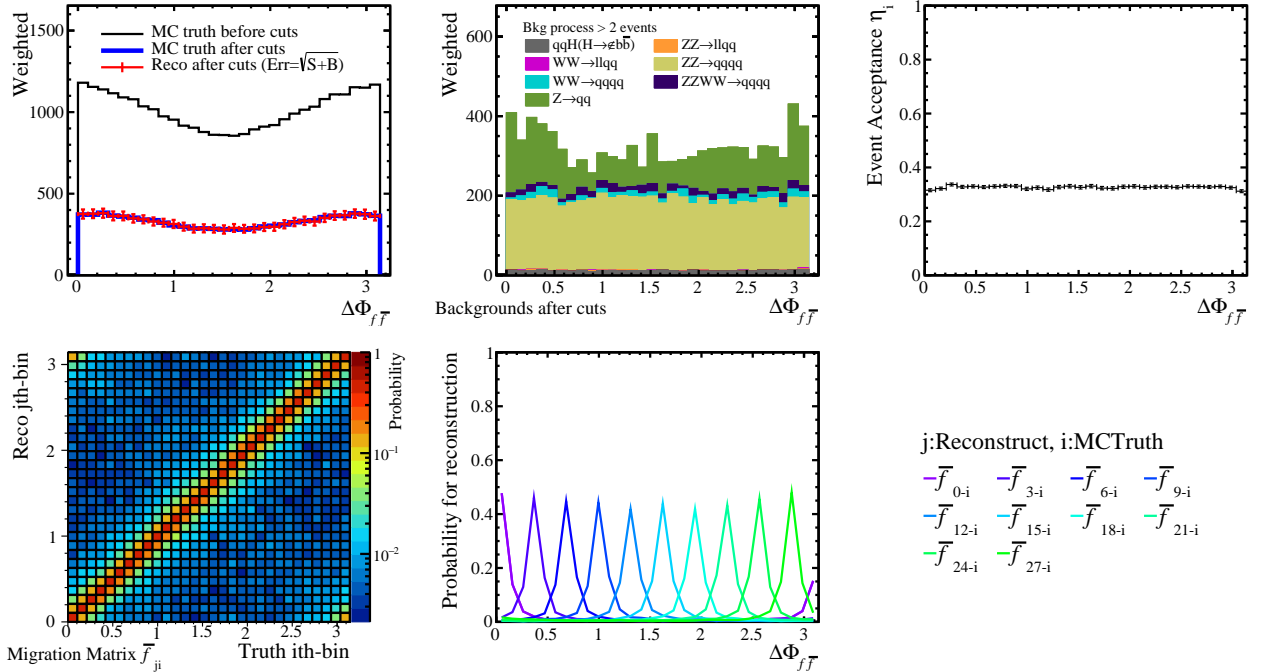 Weighted
1500
1000
500
0
MC truth before cuts
MC truth after cuts
Reco after cuts (Err=√S+B)
0 1 2 3
ΔΦ_{f f̅}
Weighted
600
400
200
0
Bkg process > 2 events
qqH(H→¢b̅b) ZZ→llqq
WW→llqq ZZ→qqqq
WW→qqqq ZZWW→qqqq
Z→qq
0 0.5 1 1.5 2 2.5 3
Backgrounds after cuts ΔΦ_{f f̅}
Event Acceptance η_i
1
0.8
0.6
0.4
0.2
0
0 1 2 3
ΔΦ_{f f̅}
Reco jth-bin
3
2
1
0
Probability
1
10⁻¹
10⁻²
0 0.5 1 1.5 2 2.5 3
Migration Matrix f̅_{ji} Truth ith-bin
Probability for reconstruction
1
0.8
0.6
0.4
0.2
0
0 0.5 1 1.5 2 2.5 3
ΔΦ_{f f̅}
j:Reconstruct, i:MCTruth
f̅_{0-i} f̅_{3-i} f̅_{6-i} f̅_{9-i}
f̅_{12-i} f̅_{15-i} f̅_{18-i} f̅_{21-i}
f̅_{24-i} f̅_{27-i}